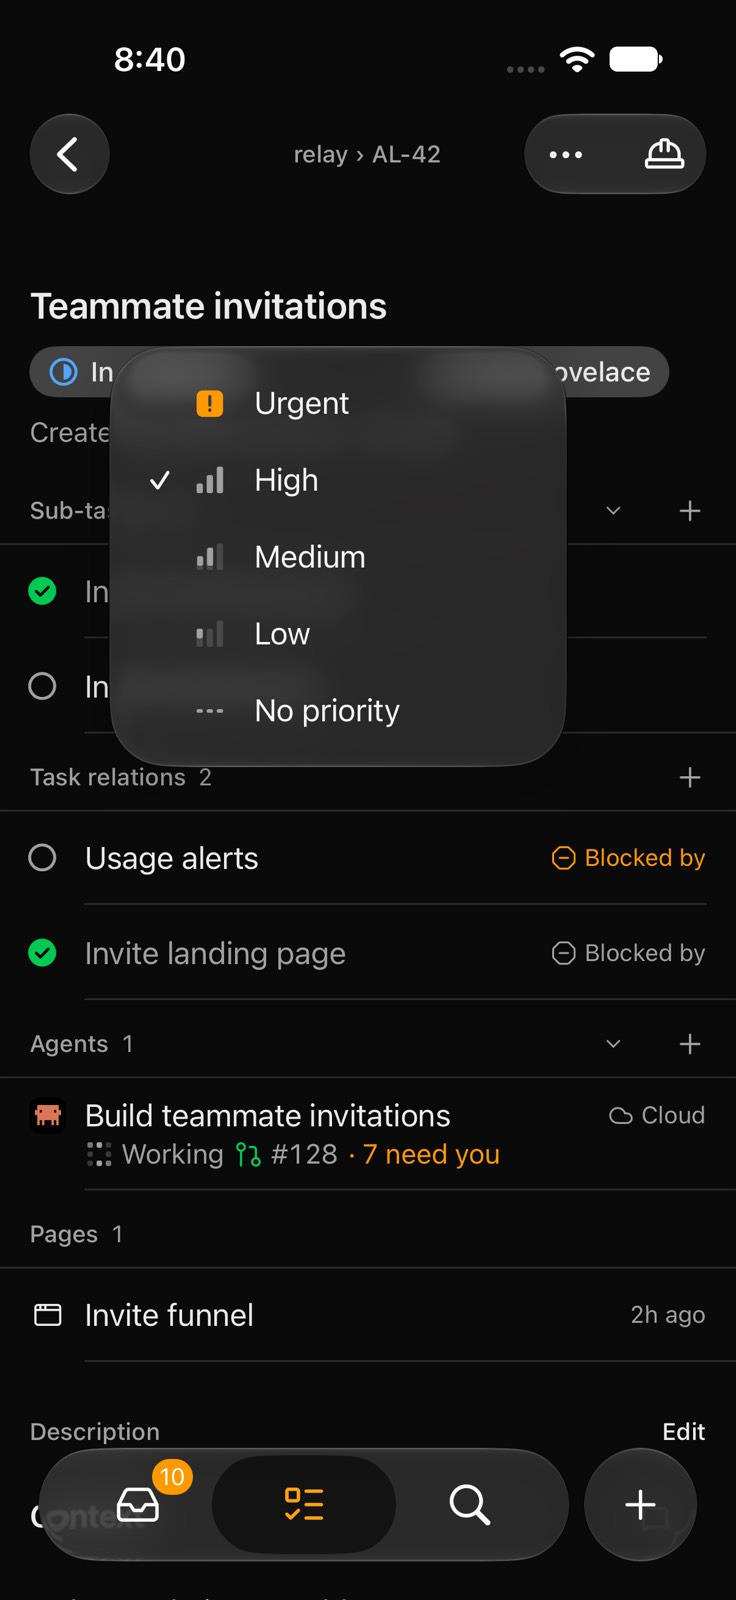 8:40
relay › AL-42
Teammate invitations
In
ovelace
Urgent
Create
High
Sub-ta
Medium
In
Low
In
No priority
Task relations 2
Usage alerts
Blocked by
Invite landing page
Blocked by
Agents 1
Build teammate invitations
Cloud
Working #128 · 7 need you
Pages 1
Invite funnel
2h ago
Description
Edit
10
Context